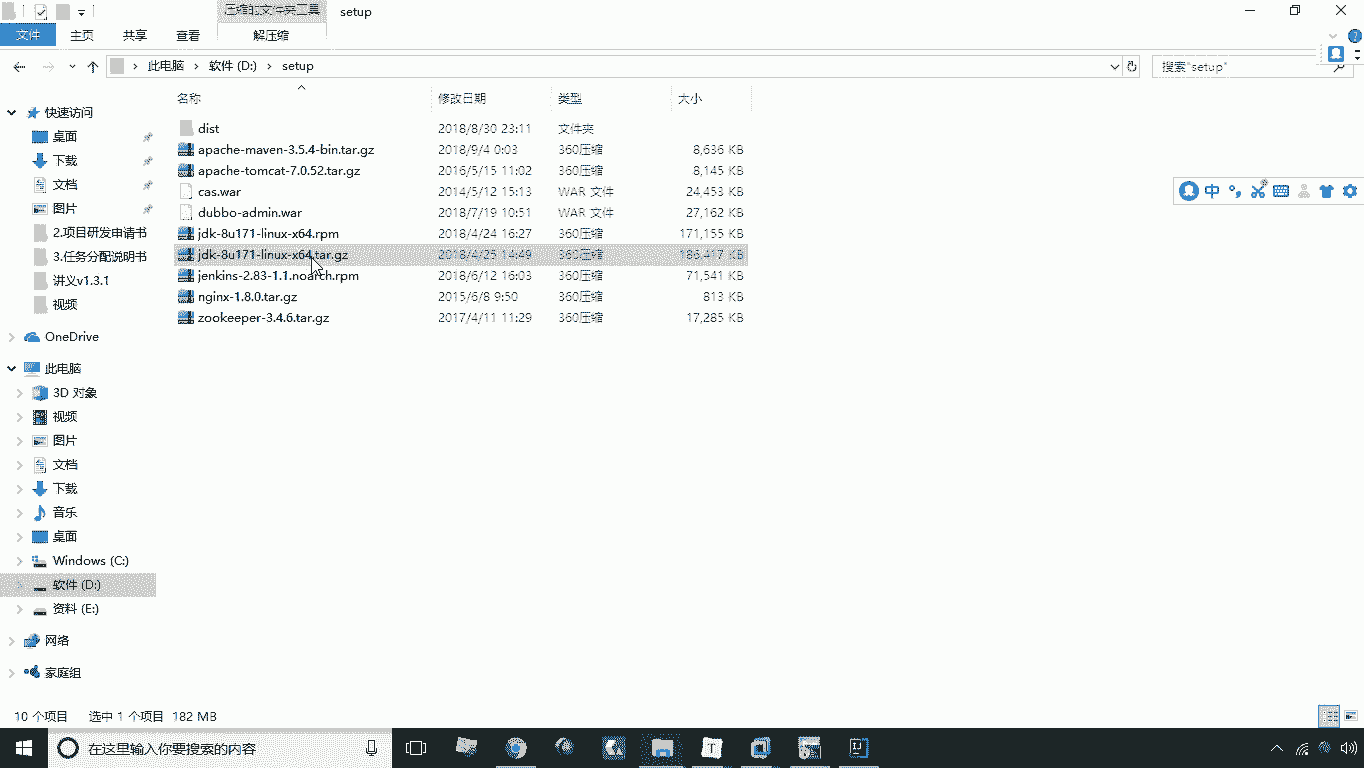 压缩的文件夹工具 setup
文件 主页 共享 查看 解压缩
此电脑 软件 (D:) setup 搜索"setup"
名称 修改日期 类型 大小
dist 2018/8/30 23:11 文件夹
apache-maven-3.5.4-bin.tar.gz 2018/9/4 0:03 360压缩 8,636 KB
apache-tomcat-7.0.52.tar.gz 2016/5/15 11:02 360压缩 8,145 KB
cas.war 2014/5/12 15:13 WAR 文件 24,453 KB
dubbo-admin.war 2018/7/19 10:51 WAR 文件 27,162 KB
jdk-8u171-linux-x64.rpm 2018/4/24 16:27 360压缩 171,155 KB
jdk-8u171-linux-x64.tar.gz 2018/4/25 14:49 360压缩 186,417 KB
jenkins-2.83-1.1.noarch.rpm 2018/6/12 16:03 360压缩 71,541 KB
nginx-1.8.0.tar.gz 2015/6/8 9:50 360压缩 813 KB
zookeeper-3.4.6.tar.gz 2017/4/11 11:29 360压缩 17,285 KB
快速访问
桌面
下载
文档
图片
2.项目研发申请书
3.任务分配说明书
讲义v1.3.1
视频
OneDrive
此电脑
3D 对象
视频
图片
文档
下载
音乐
桌面
Windows (C:)
软件 (D:)
资料 (E:)
网络
家庭组
中
10 个项目 选中 1 个项目 182 MB
在这里输入你要搜索的内容